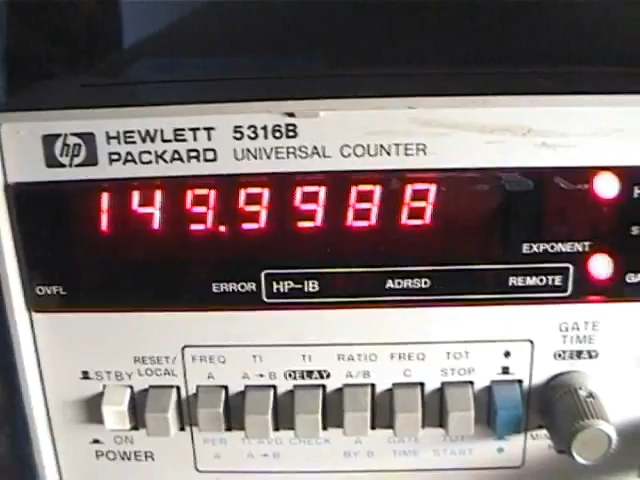 hp HEWLETT PACKARD 5316B
UNIVERSAL COUNTER
149.9988
EXPONENT
OVFL ERROR HP-IB ADRSD REMOTE
GATE TIME
DELAY
STBY RESET/LOCAL FREQ A TI A→B TI DELAY RATIO A/B FREQ C TOT STOP
ON
POWER
PER A TI AVG A→B CHECK A BY B GATE TIME TOT START